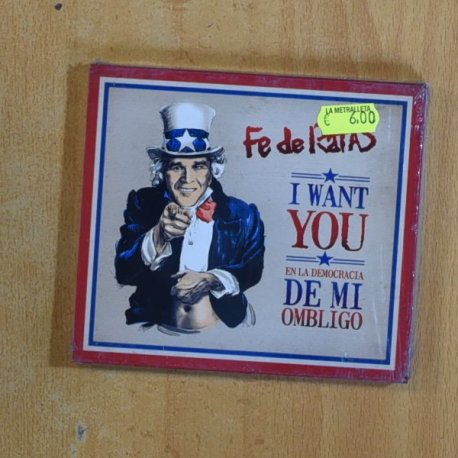 LA METRALLETA
€ 6.00
Fe de RatAS
I WANT
YOU
EN LA DEMOCRACIA
DE MI
OMBLIGO